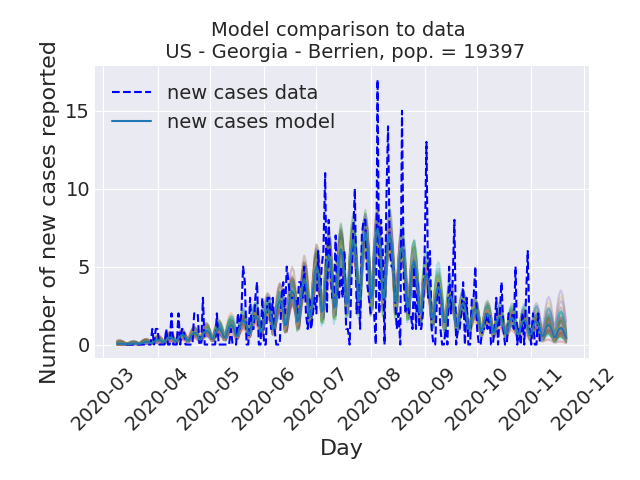 Model comparison to data
US - Georgia - Berrien, pop. = 19397
Number of new cases reported
new cases data
new cases model
15
10
5
0
2020-03
2020-04
2020-05
2020-06
2020-07
2020-08
2020-09
2020-10
2020-11
2020-12
Day